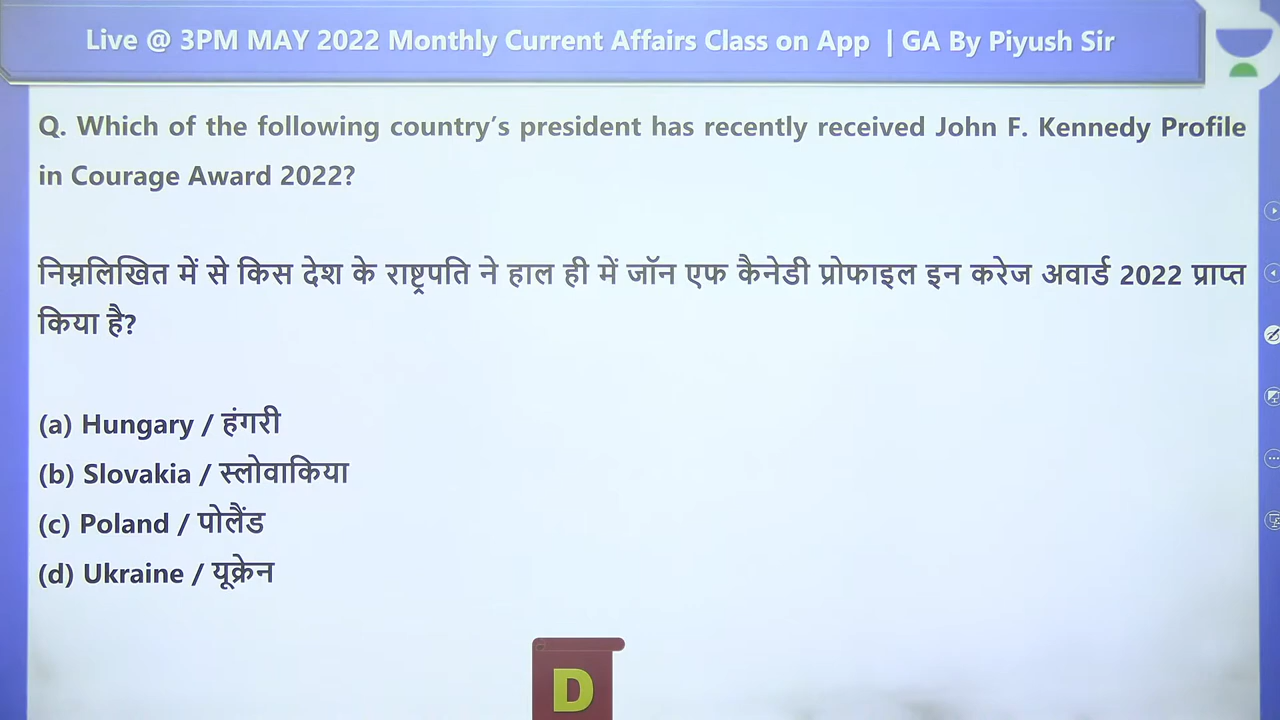 Live @ 3PM MAY 2022 Monthly Current Affairs Class on App | GA By Piyush Sir
Q. Which of the following country's president has recently received John F. Kennedy Profile
in Courage Award 2022?
निम्नलिखित में से किस देश के राष्ट्रपति ने हाल ही में जॉन एफ कैनेडी प्रोफाइल इन करेज अवार्ड 2022 प्राप्त
किया है?
(a) Hungary / हंगरी
(b) Slovakia / स्लोवाकिया
(c) Poland / पोलैंड
(d) Ukraine / यूक्रेन
D